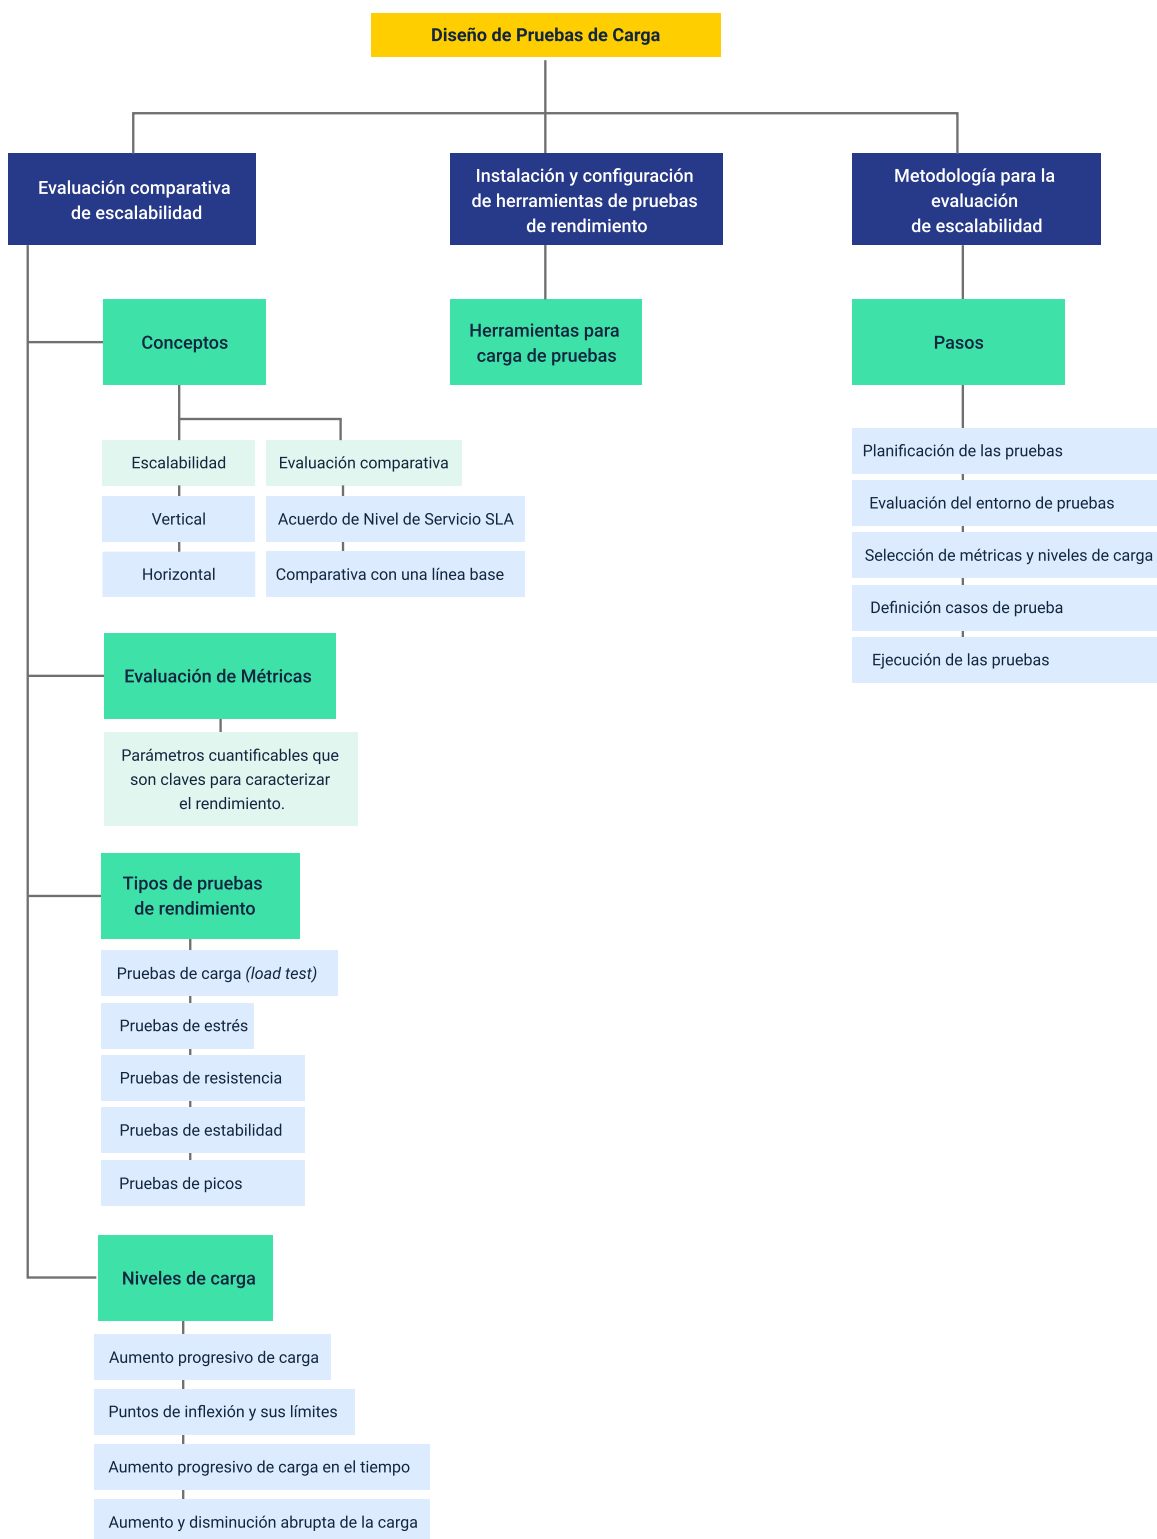 Diseño de Pruebas de Carga
Evaluación comparativa
de escalabilidad
Instalación y configuración
de herramientas de pruebas
de rendimiento
Metodología para la
evaluación
de escalabilidad
Conceptos
Herramientas para
carga de pruebas
Pasos
Escalabilidad
Vertical
Horizontal
Evaluación comparativa
Acuerdo de Nivel de Servicio SLA
Comparativa con una línea base
Planificación de las pruebas
Evaluación del entorno de pruebas
Selección de métricas y niveles de carga
Definición casos de prueba
Ejecución de las pruebas
Evaluación de Métricas
Parámetros cuantificables que
son claves para caracterizar
el rendimiento.
Tipos de pruebas
de rendimiento
Pruebas de carga (load test)
Pruebas de estrés
Pruebas de resistencia
Pruebas de estabilidad
Pruebas de picos
Niveles de carga
Aumento progresivo de carga
Puntos de inflexión y sus límites
Aumento progresivo de carga en el tiempo
Aumento y disminución abrupta de la carga